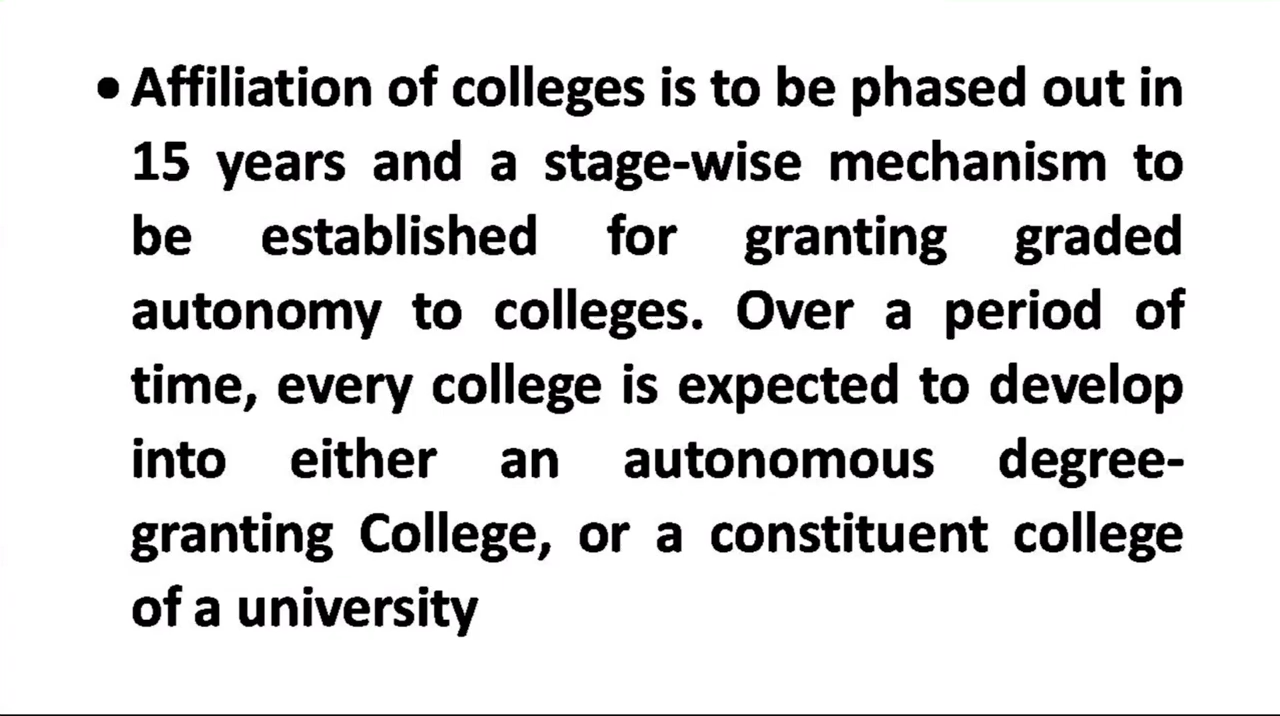 • Affiliation of colleges is to be phased out in
15 years and a stage-wise mechanism to
be established for granting graded
autonomy to colleges. Over a period of
time, every college is expected to develop
into either an autonomous degree-
granting College, or a constituent college
of a university